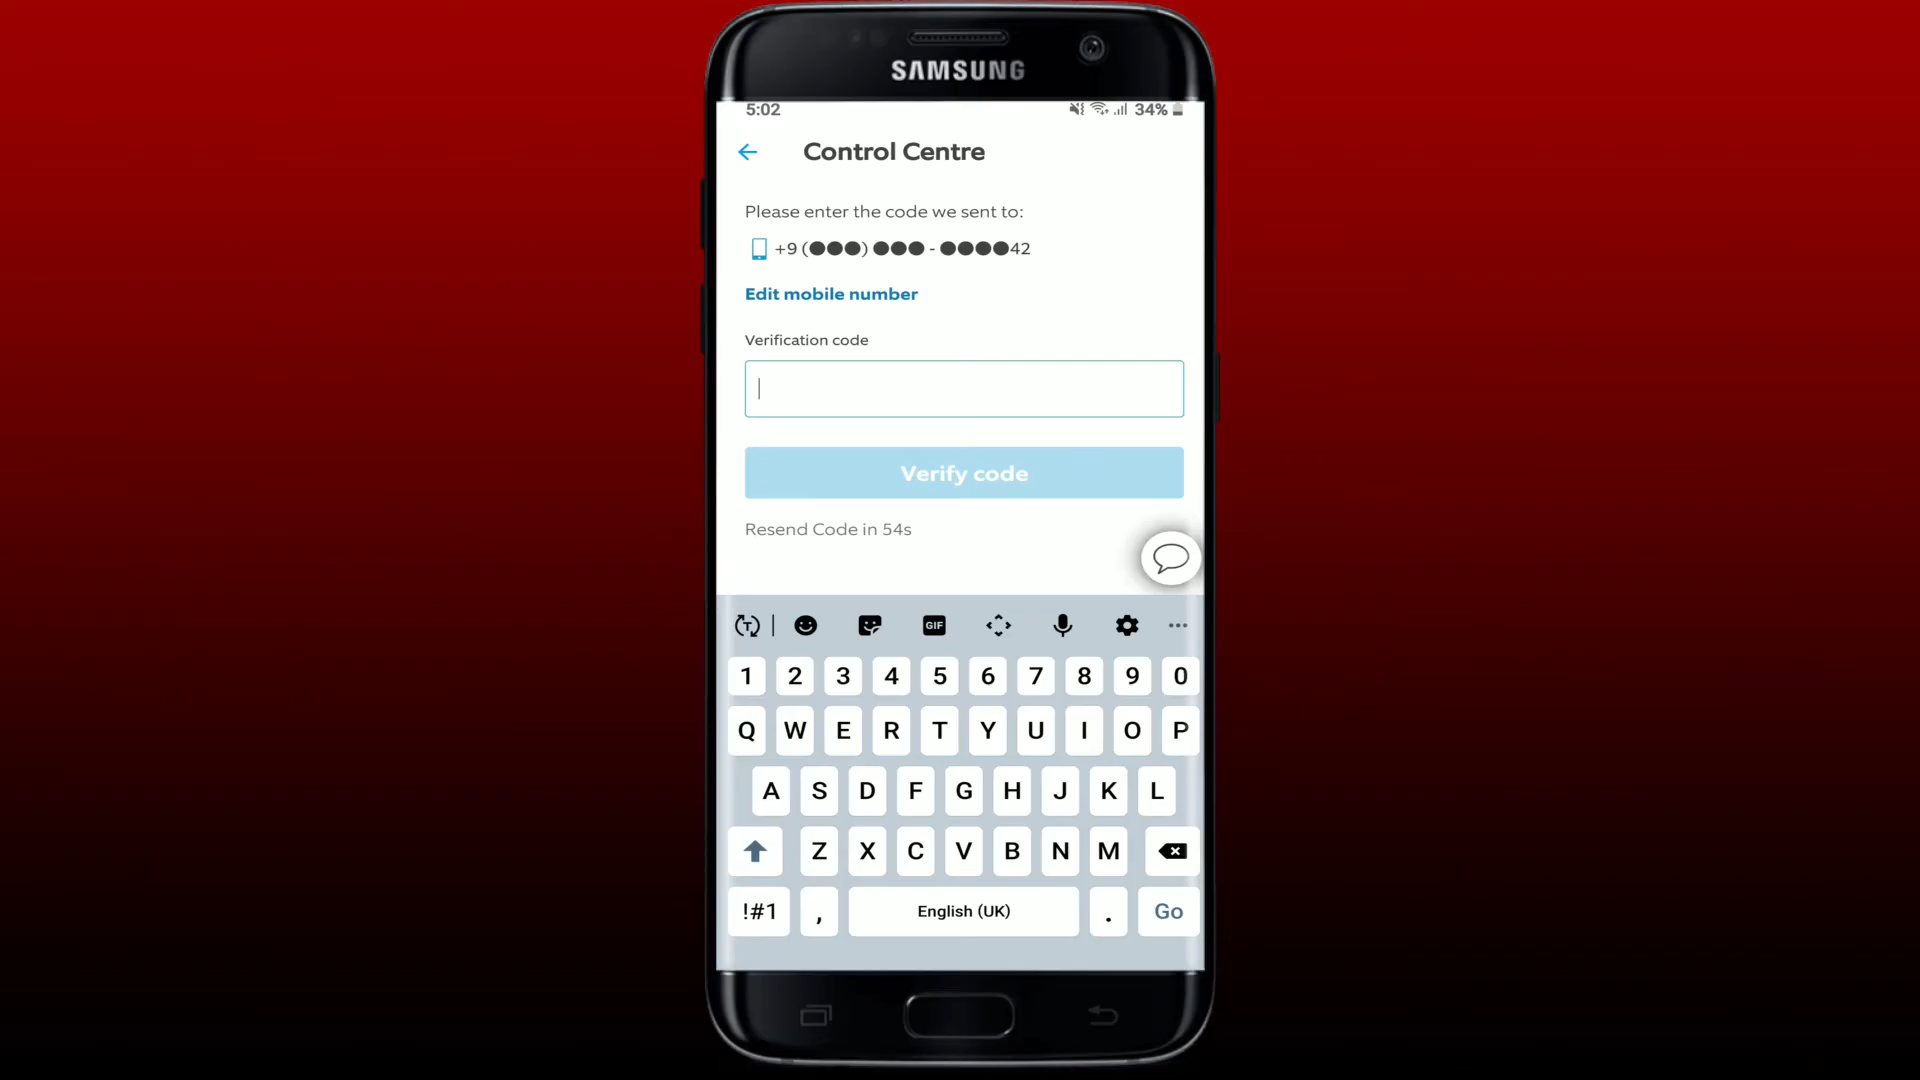 SAMSUNG
5:02 34%
Control Centre
Please enter the code we sent to:
+9 (●●●) ●●● - ●●●●42
Edit mobile number
Verification code
Verify code
Resend Code in 54s
T GIF
1 2 3 4 5 6 7 8 9 0
Q W E R T Y U I O P
A S D F G H J K L
Z X C V B N M
!#1 , English (UK) . Go